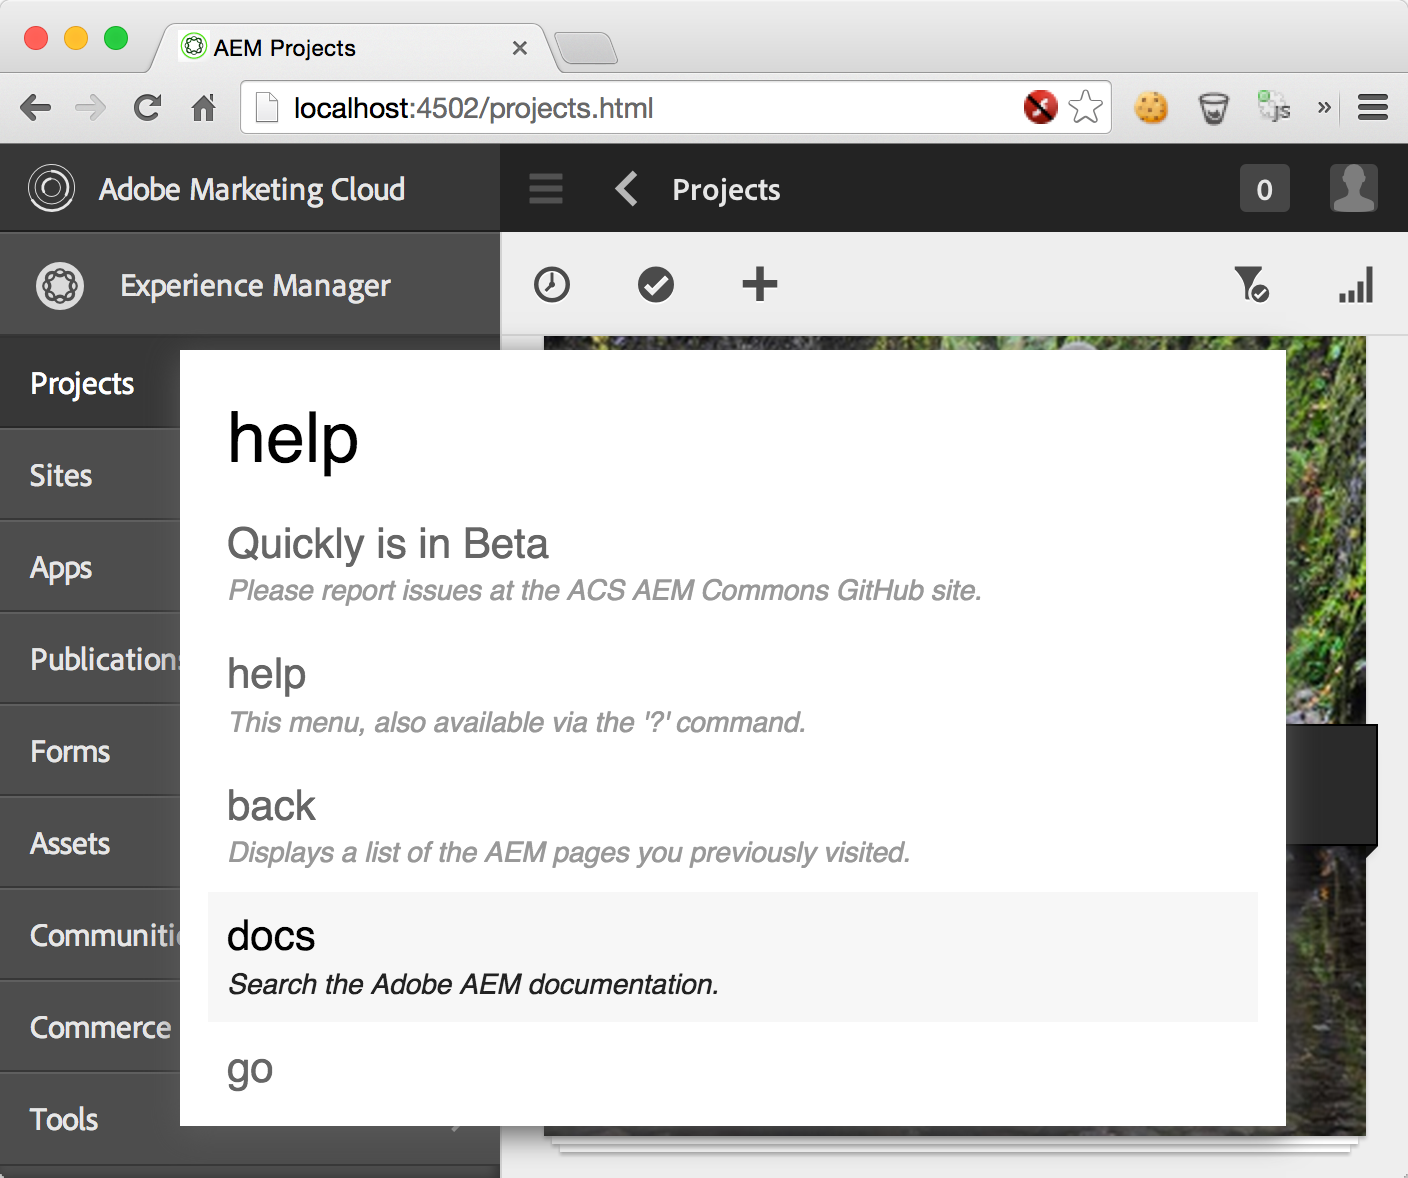 AEM Projects
localhost:4502/projects.html
JS
Adobe Marketing Cloud
Projects
0
Experience Manager
Projects
Sites
Apps
Publications
Forms
Assets
Communitie
Commerce
Tools
help
Quickly is in Beta
Please report issues at the ACS AEM Commons GitHub site.
help
This menu, also available via the '?' command.
back
Displays a list of the AEM pages you previously visited.
docs
Search the Adobe AEM documentation.
go